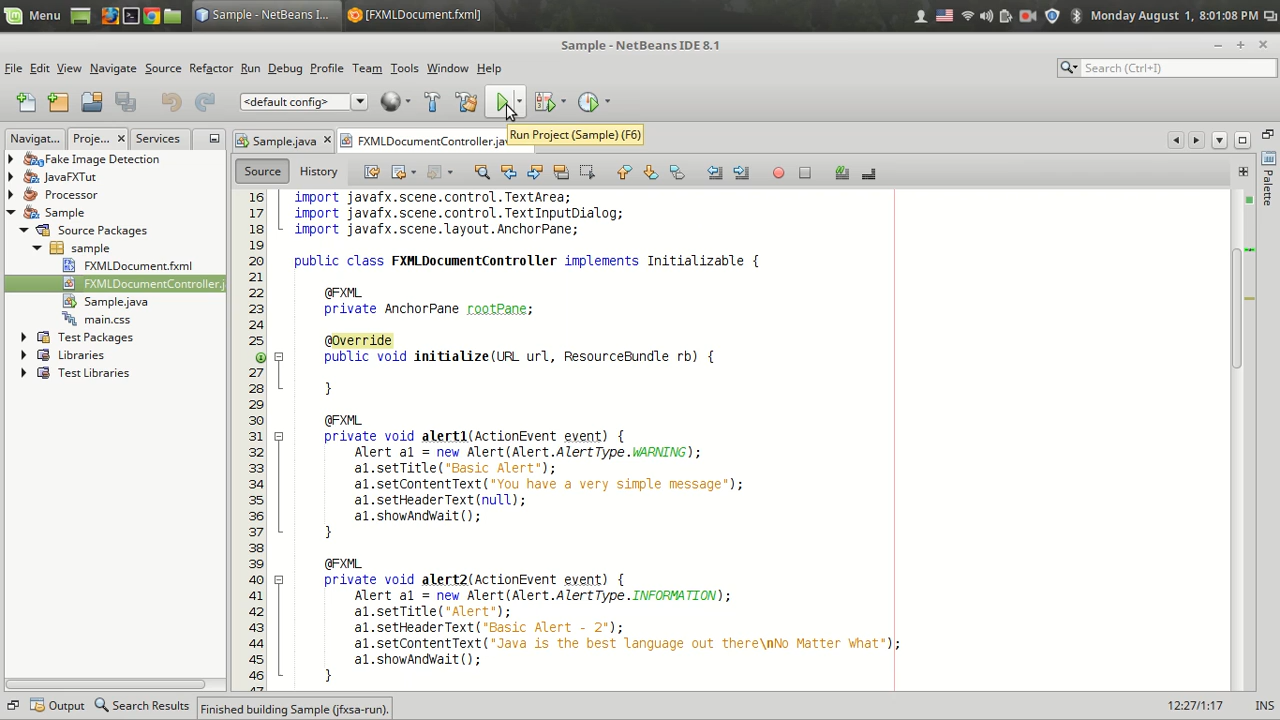 Menu
Sample - NetBeans I...
[FXMLDocument.fxml]
Monday August 1, 8:01:08 PM
Sample - NetBeans IDE 8.1
File Edit View Navigate Source Refactor Run Debug Profile Team Tools Window Help
Search (Ctrl+I)
<default config>
Run Project (Sample) (F6)
Navigat... Proje... Services
Sample.java
FXMLDocumentController.jav
Source History
Palette
Fake Image Detection
JavaFXTut
Processor
Sample
Source Packages
sample
FXMLDocument.fxml
FXMLDocumentController.j
Sample.java
main.css
Test Packages
Libraries
Test Libraries
16 import javafx.scene.control.TextArea;
17 import javafx.scene.control.TextInputDialog;
18 import javafx.scene.layout.AnchorPane;
19
20 public class FXMLDocumentController implements Initializable {
21
22 @FXML
23 private AnchorPane rootPane;
24
25 @Override
public void initialize(URL url, ResourceBundle rb) {
27
28 }
29
30 @FXML
31 private void alert1(ActionEvent event) {
32 Alert a1 = new Alert(Alert.AlertType.WARNING);
33 a1.setTitle("Basic Alert");
34 a1.setContentText("You have a very simple message");
35 a1.setHeaderText(null);
36 a1.showAndWait();
37 }
38
39 @FXML
40 private void alert2(ActionEvent event) {
41 Alert a1 = new Alert(Alert.AlertType.INFORMATION);
42 a1.setTitle("Alert");
43 a1.setHeaderText("Basic Alert - 2");
44 a1.setContentText("Java is the best language out there\nNo Matter What");
45 a1.showAndWait();
46 }
47
Output Search Results Finished building Sample (jfxsa-run). 12:27/1:17 INS